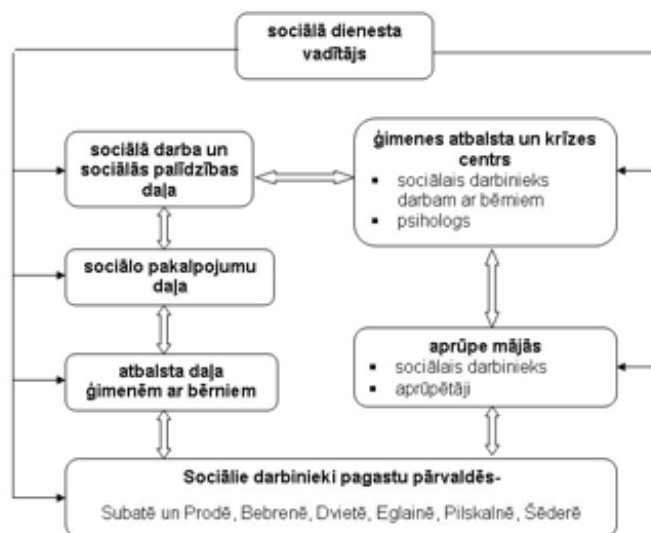 sociālā dienesta
vadītājs
sociālā darba un
sociālās palīdzības
daļa
ģimenes atbalsta un krīzes
centrs
▪ sociālais darbinieks
darbam ar bērniem
▪ psihologs
sociālo pakalpojumu
daļa
atbalsta daļa
ģimenēm ar bērniem
aprūpe mājās
▪ sociālais darbinieks
▪ aprūpētāji
Sociālie darbinieki pagastu pārvaldēs-
Subatē un Prodē, Bebrenē, Dvietē, Eglainē, Pilskalnē, Šēderē